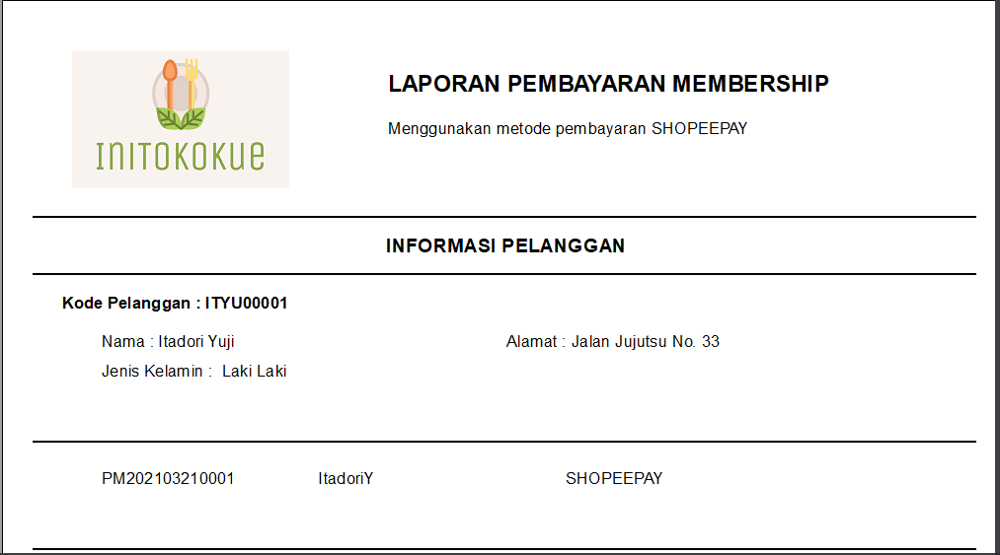 INITOKOKUE
LAPORAN PEMBAYARAN MEMBERSHIP
Menggunakan metode pembayaran SHOPEEPAY
INFORMASI PELANGGAN
Kode Pelanggan : ITYU00001
Nama : Itadori Yuji
Alamat : Jalan Jujutsu No. 33
Jenis Kelamin : Laki Laki
PM202103210001 ItadoriY SHOPEEPAY